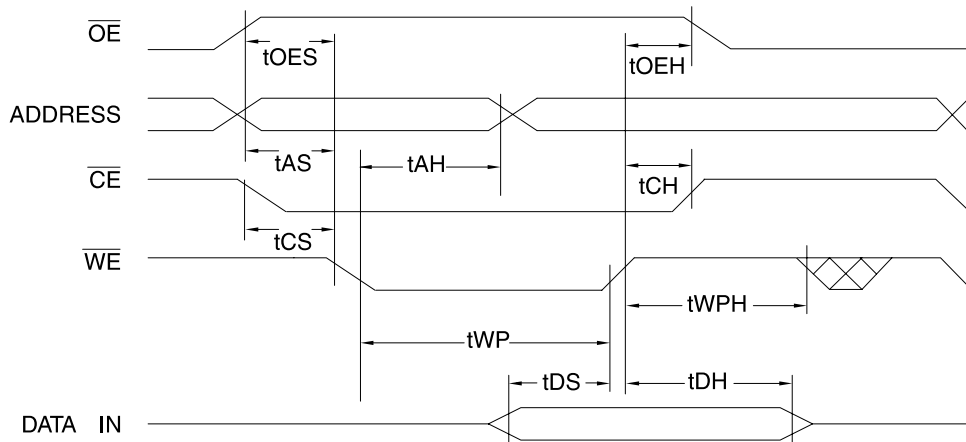 OE
tOES
tOEH
ADDRESS
tAS
tAH
CE
tCH
tCS
WE
tWPH
tWP
tDS
tDH
DATA IN